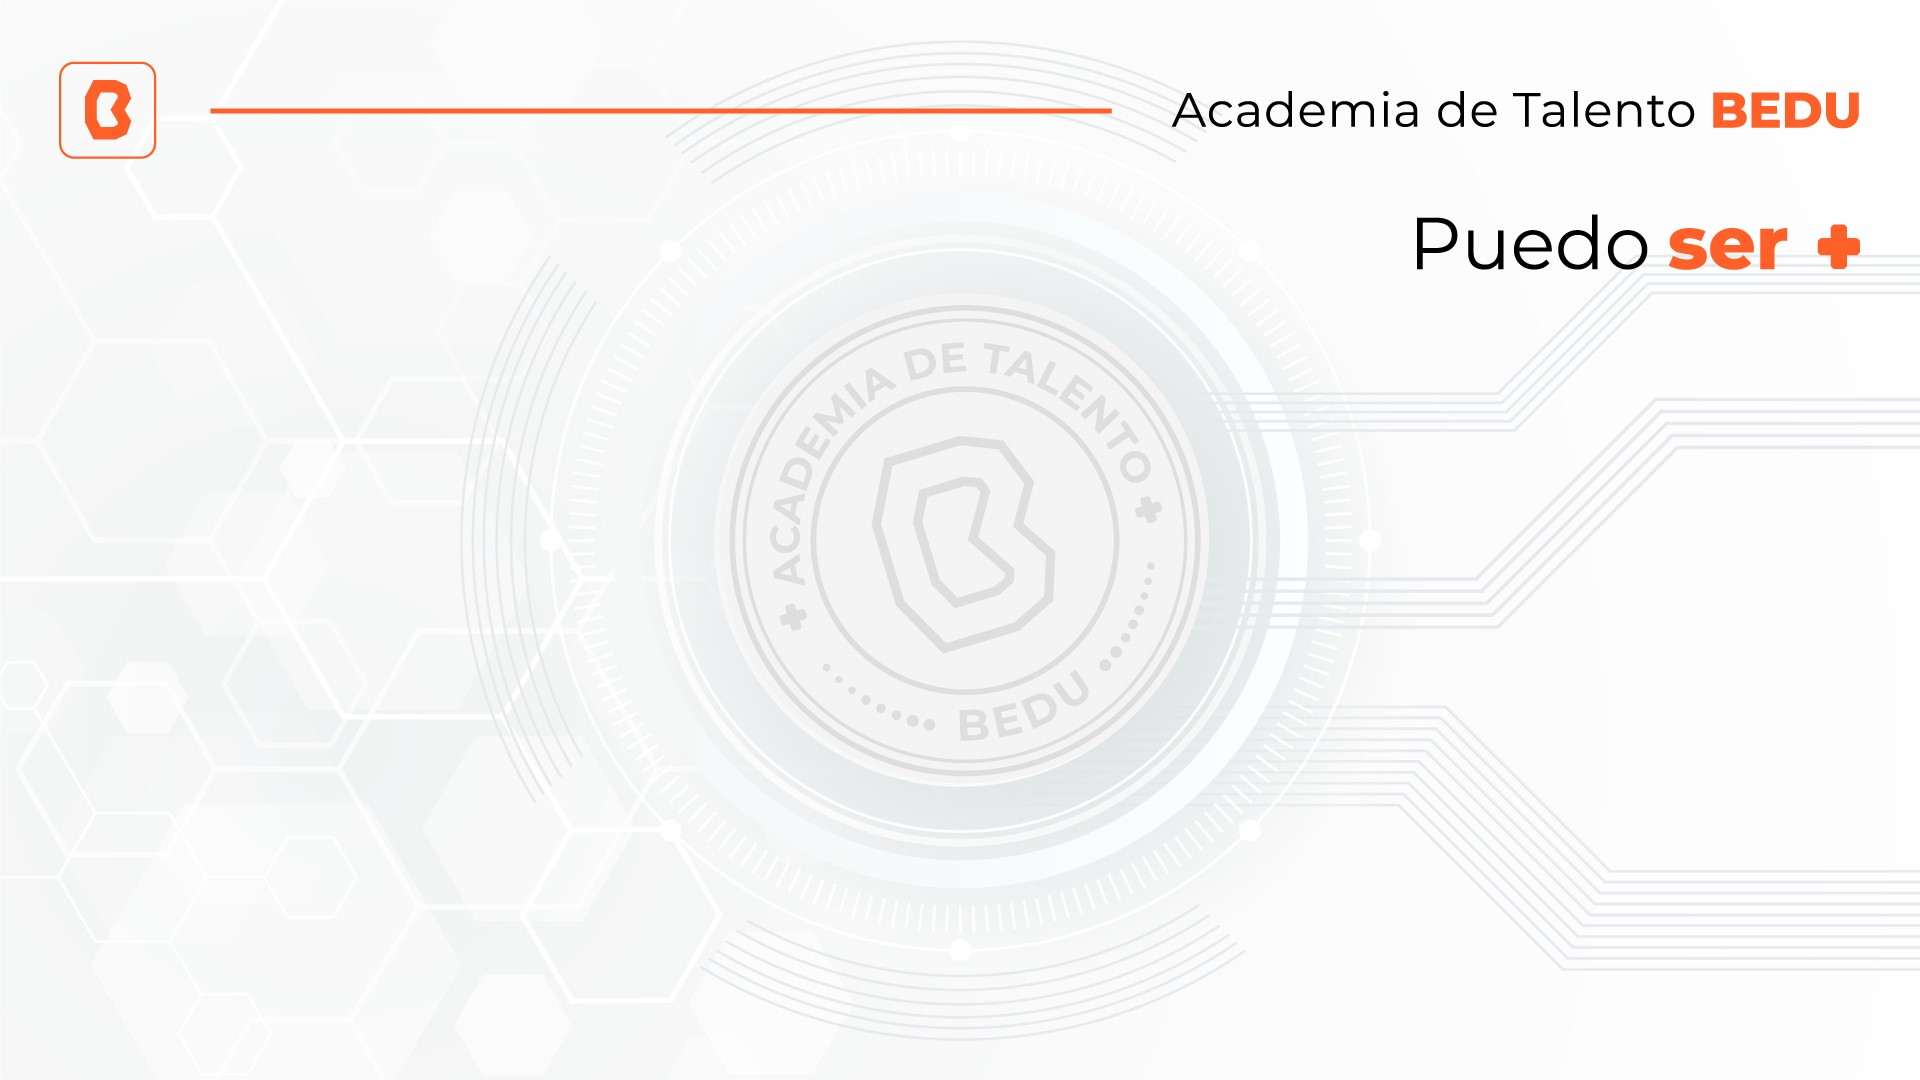 Academia de Talento BEDU
Puedo ser +
ACADEMIA DE TALENTO
BEDU